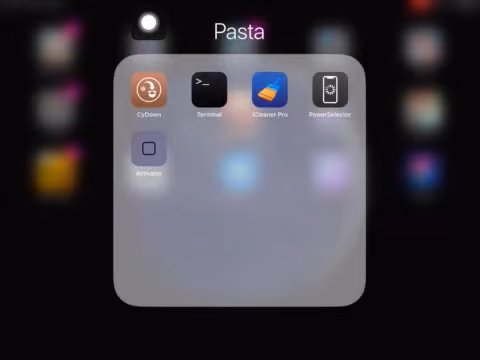 Pasta
CyDown
Terminal
iCleaner Pro
PowerSelector
>_
Activator